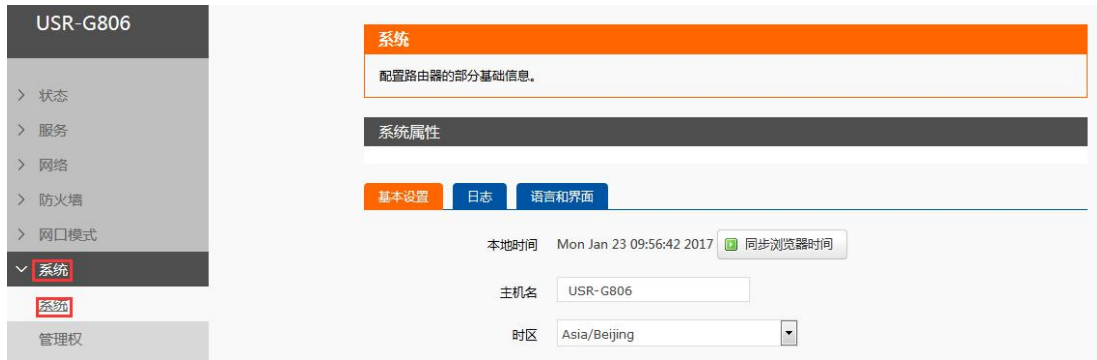 USR-G806
状态
服务
网络
防火墙
网口模式
系统
系统
管理权
系统
配置路由器的部分基础信息。
系统属性
基本设置 日志 语言和界面
本地时间 Mon Jan 23 09:56:42 2017 同步浏览器时间
主机名 USR-G806
时区 Asia/Beijing